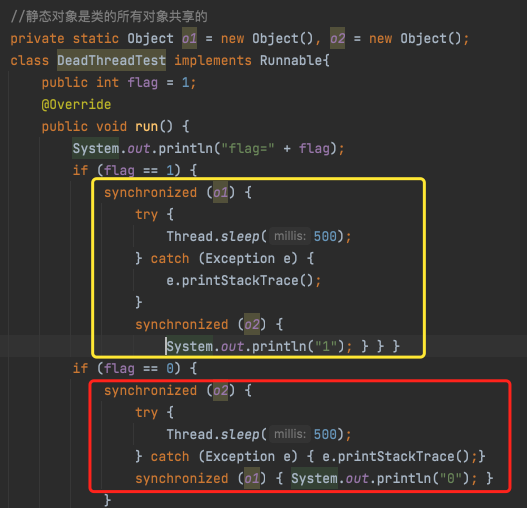 //静态对象是类的所有对象共享的
private static Object o1 = new Object(), o2 = new Object();
class DeadThreadTest implements Runnable{
public int flag = 1;
@Override
public void run() {
System.out.println("flag=" + flag);
if (flag == 1) {
synchronized (o1) {
try {
Thread.sleep( millis: 500);
} catch (Exception e) {
e.printStackTrace();
}
synchronized (o2) {
System.out.println("1"); } } }
if (flag == 0) {
synchronized (o2) {
try {
Thread.sleep( millis: 500);
} catch (Exception e) { e.printStackTrace();}
synchronized (o1) { System.out.println("0"); }
}